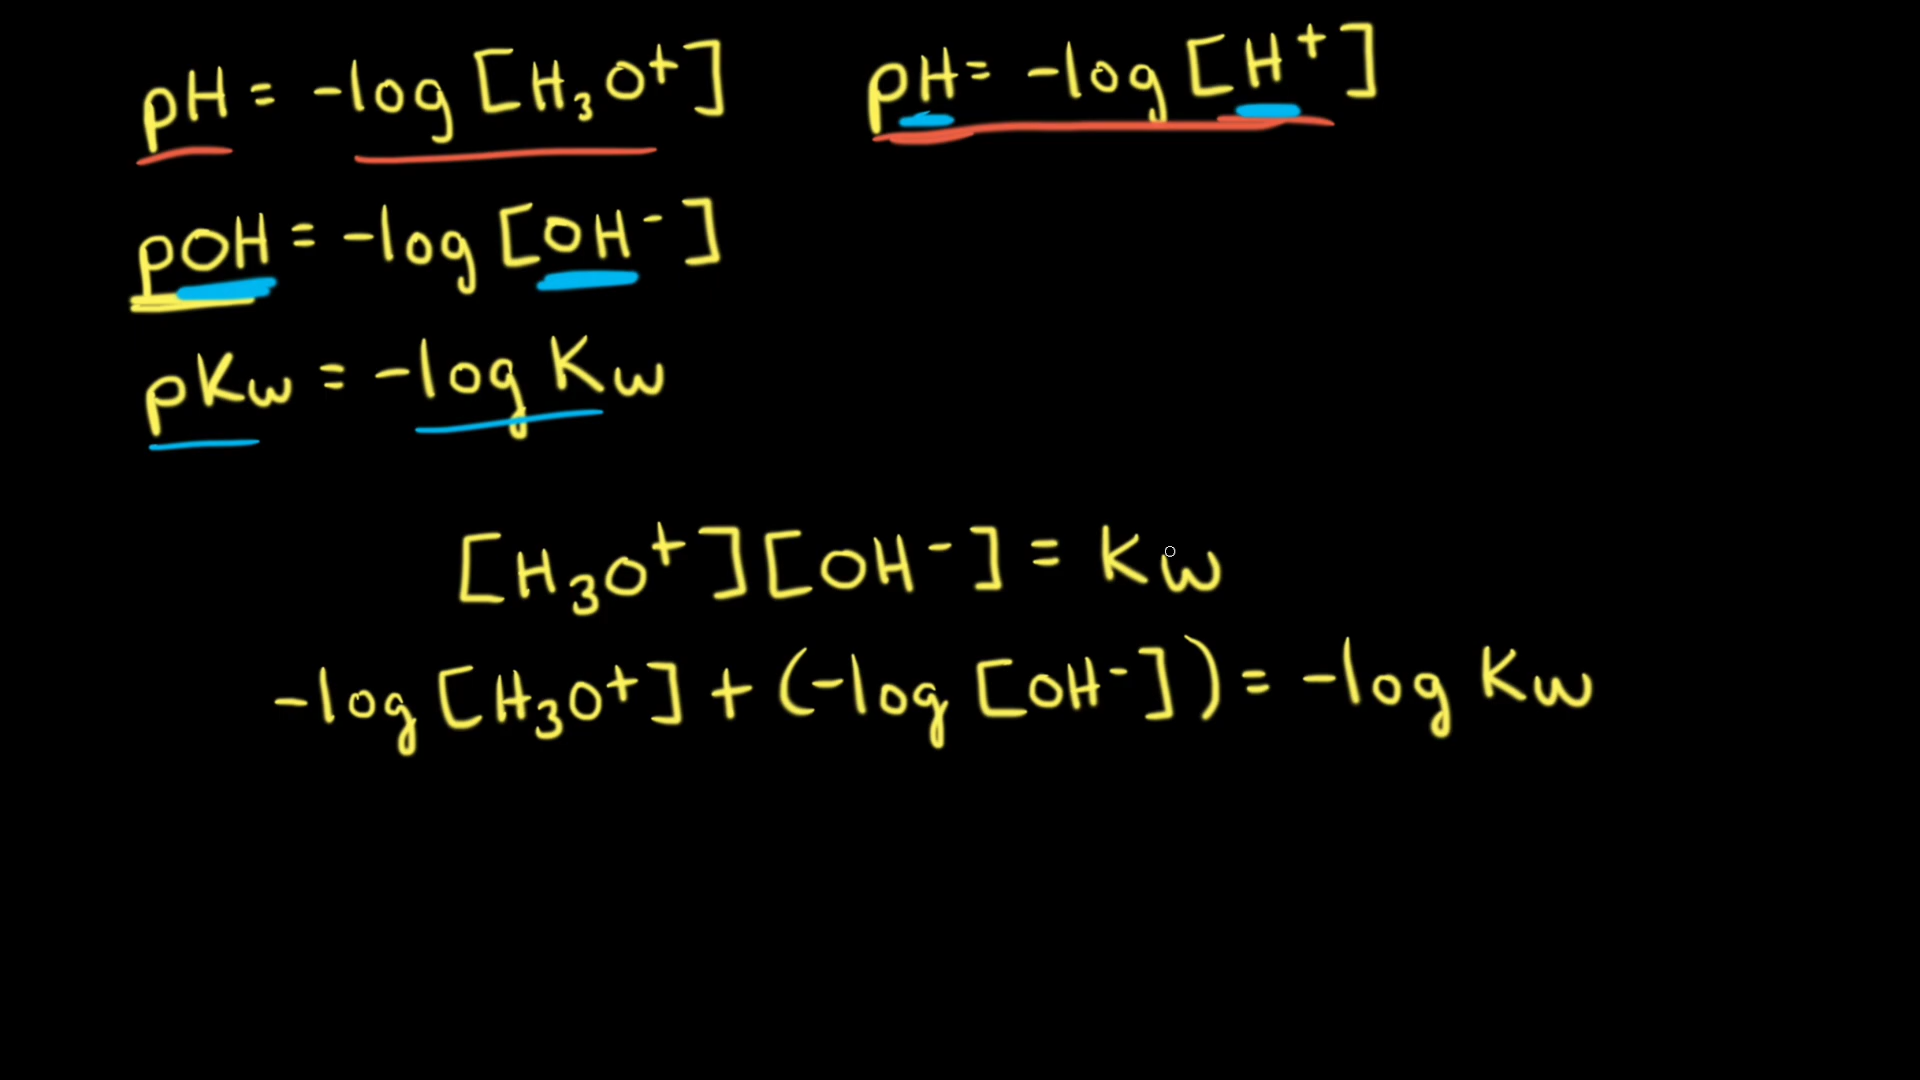 pH = -log [H₃O⁺]
pH = -log [H⁺]
pOH = -log [OH⁻]
pKw = -log Kw
[H₃O⁺][OH⁻] = Kw
-log [H₃O⁺] + (-log [OH⁻]) = -log Kw